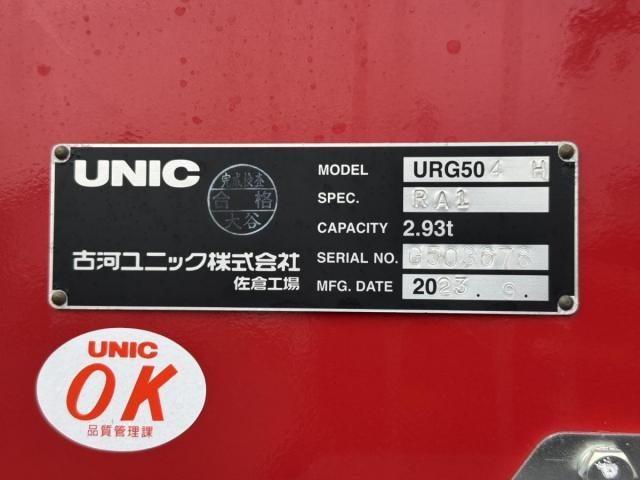 UNIC
完成検査
合格
大谷
古河ユニック株式会社
佐倉工場
MODEL URG504 H
SPEC. RA1
CAPACITY 2.93t
SERIAL NO.
MFG. DATE 2023.
UNIC
OK
品質管理課